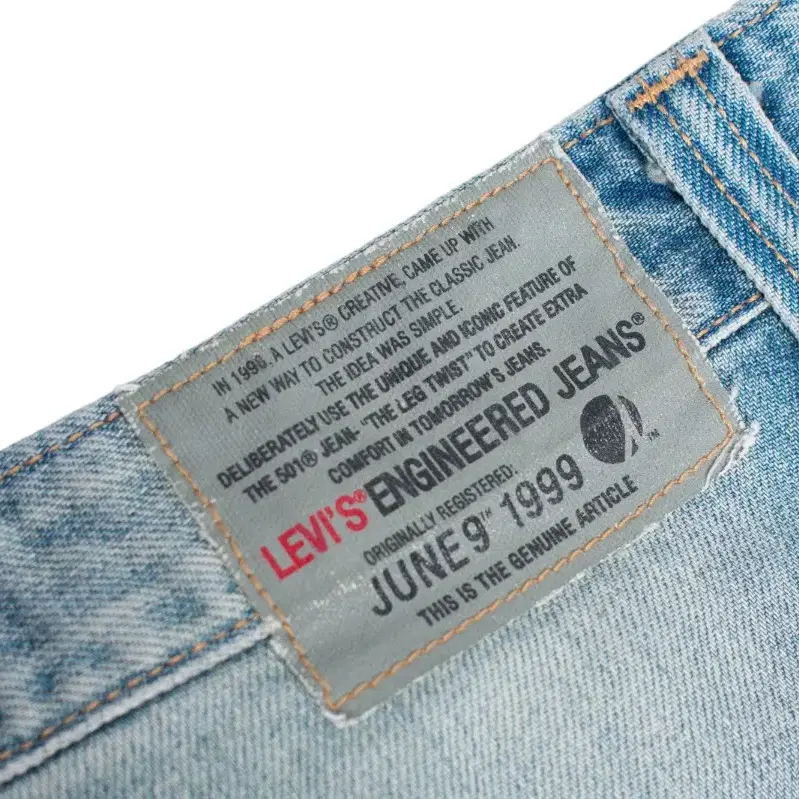 IN 1998, A LEVI'S® CREATIVE, CAME UP WITH
A NEW WAY TO CONSTRUCT THE CLASSIC JEAN.
THE IDEA WAS SIMPLE.
DELIBERATELY USE THE UNIQUE AND ICONIC FEATURE OF
THE 501® JEAN- "THE LEG TWIST" TO CREATE EXTRA
COMFORT IN TOMORROW'S JEANS.
LEVI'S® ENGINEERED JEANS®
ORIGINALLY REGISTERED:
JUNE 9™ 1999 ™
THIS IS THE GENUINE ARTICLE